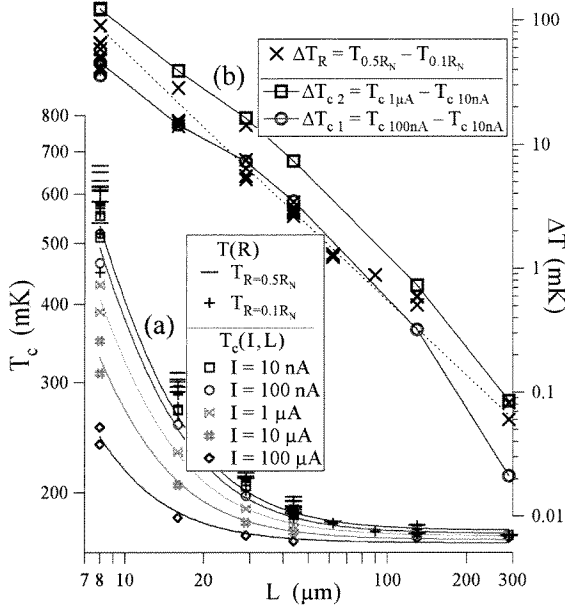 (b)
ΔT_R = T_0.5R_N − T_0.1R_N
ΔT_c 2 = T_c 1μA − T_c 10nA
ΔT_c 1 = T_c 100nA − T_c 10nA
100
10
1
0.1
0.01
ΔT (mK)
800
700
600
500
400
300
200
T_c (mK)
(a)
T(R)
T_R=0.5R_N
T_R=0.1R_N
T_c(I,L)
I = 10 nA
I = 100 nA
I = 1 μA
I = 10 μA
I = 100 μA
7 8 10 20 40 100 200 300
L (μm)